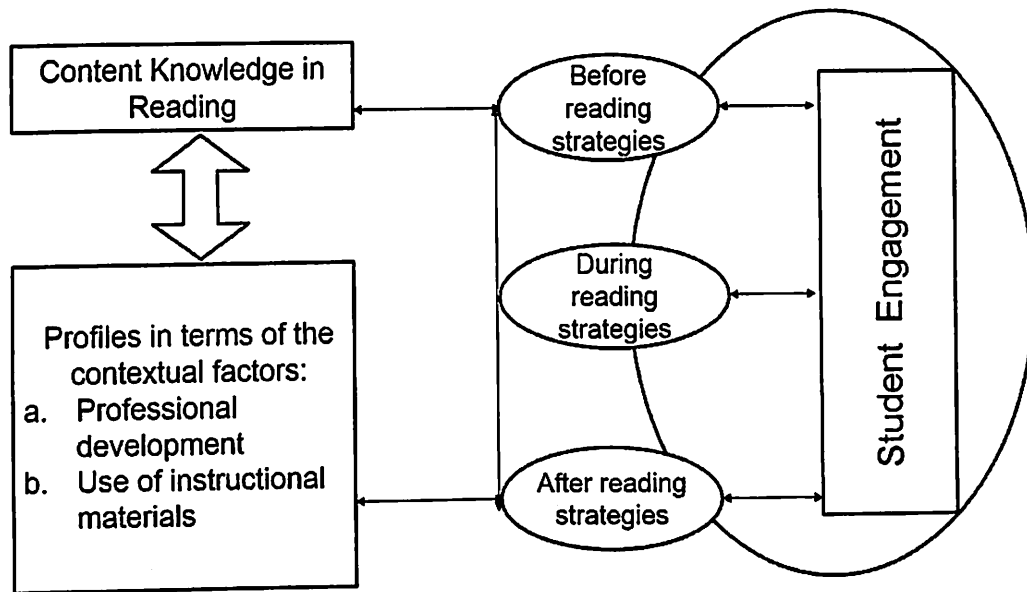 Content Knowledge in
Reading
Profiles in terms of the
contextual factors:
a. Professional
development
b. Use of instructional
materials
Before
reading
strategies
During
reading
strategies
After reading
strategies
Student Engagement